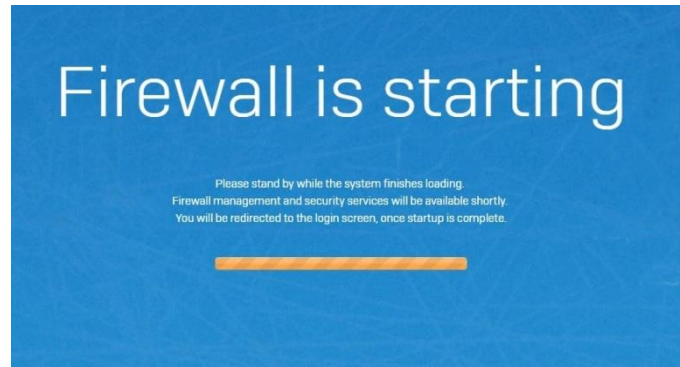 Firewall is starting
Please stand by while the system finishes loading.
Firewall management and security services will be available shortly.
You will be redirected to the login screen, once startup is complete.